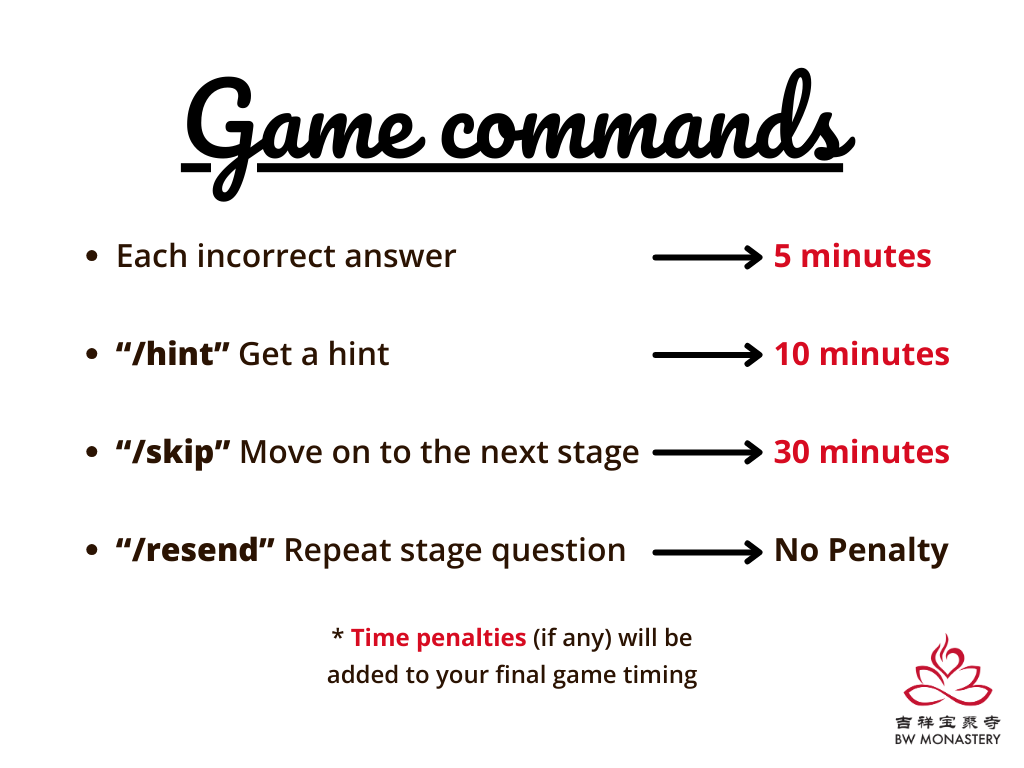 Game commands
• Each incorrect answer → 5 minutes
• “/hint” Get a hint → 10 minutes
• “/skip” Move on to the next stage → 30 minutes
• “/resend” Repeat stage question → No Penalty
* Time penalties (if any) will be
added to your final game timing
吉祥宝聚寺
BW MONASTERY